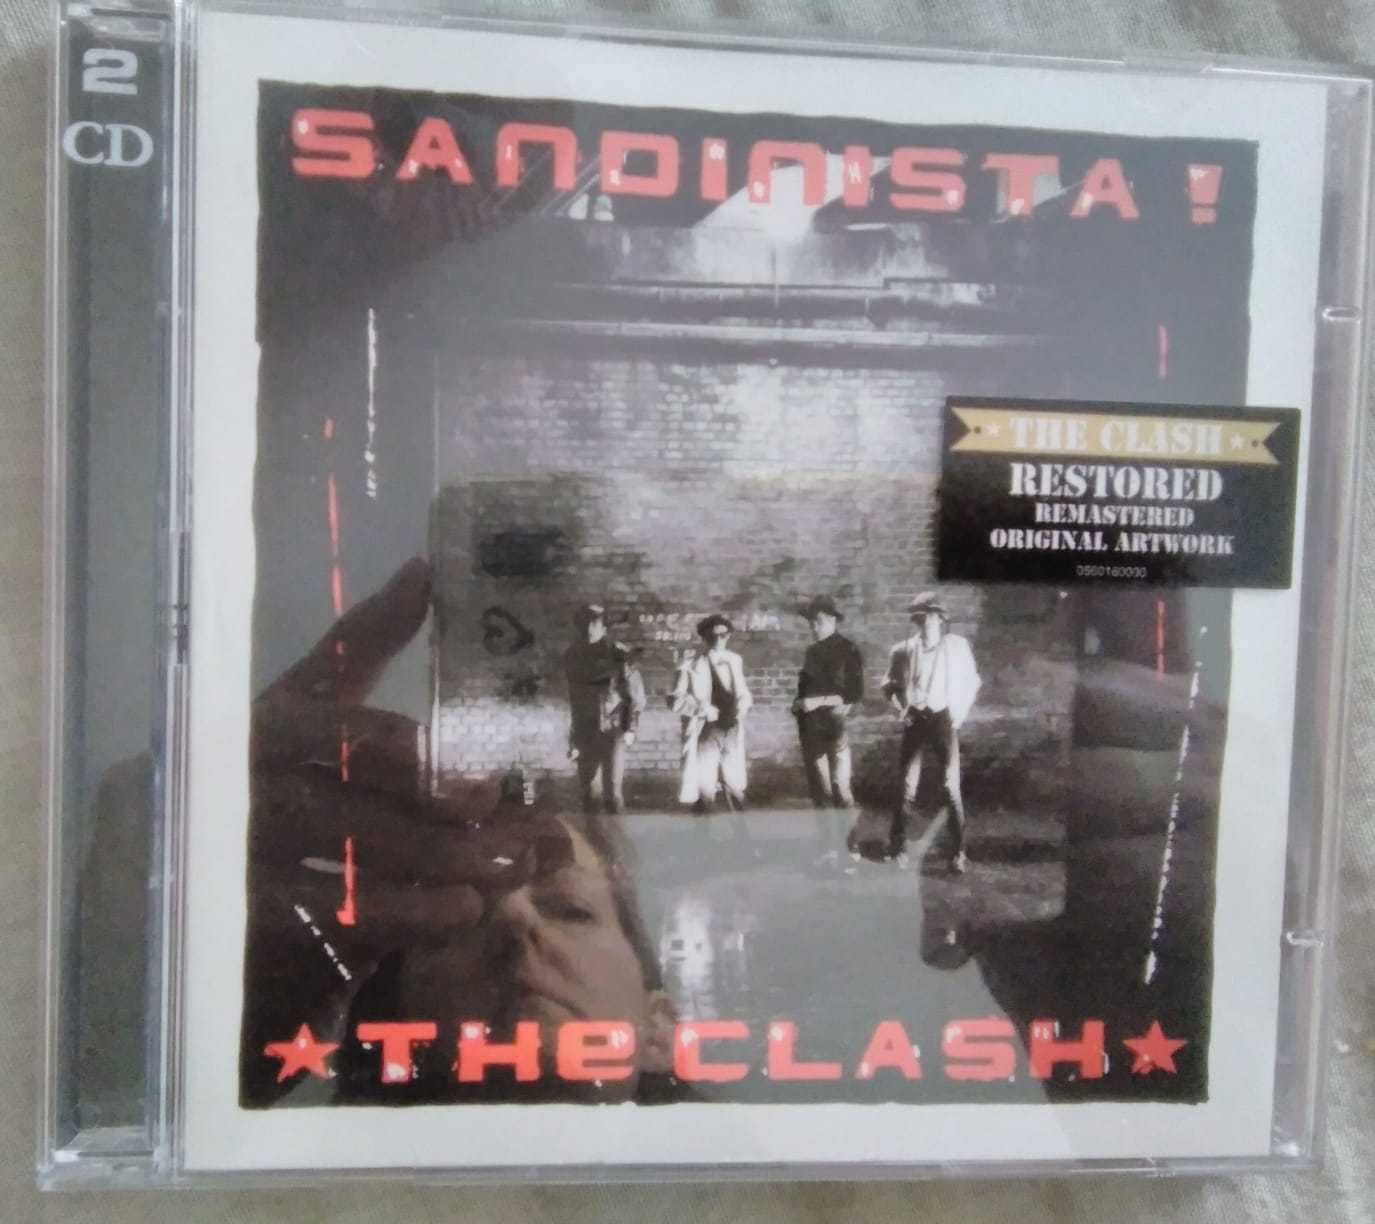 2
CD
SANDINISTA !
THE CLASH
RESTORED
REMASTERED
ORIGINAL ARTWORK
THE CLASH